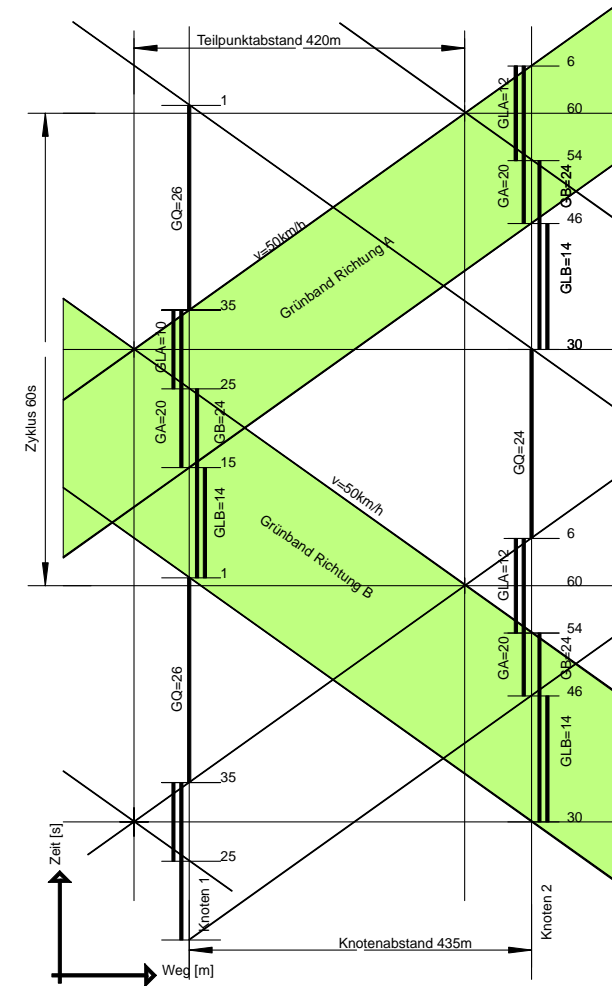 Teilpunktabstand 420m
6
GLA=12
1
60
54
GA=20
GB=24
GQ=26
46
v=50km/h
Grünband Richtung A
GLB=14
35
30
GLA=10
Zyklus 60s
25
GA=20
GB=24
GQ=24
15
v=50km/h
GLB=14
Grünband Richtung B
6
GLA=12
1
60
54
GA=20
GB=24
GQ=26
46
GLB=14
35
30
Zeit [s]
25
Knoten 1
Knoten 2
Knotenabstand 435m
Weg [m]